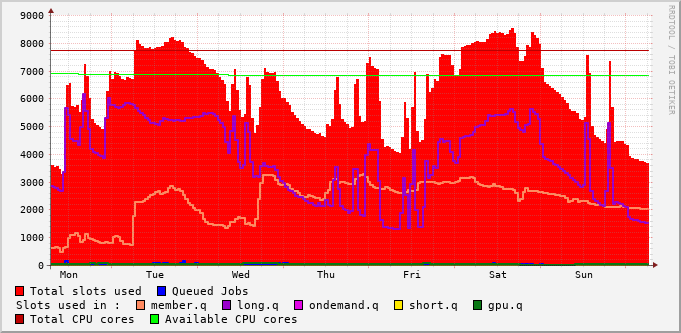 9000
8000
7000
6000
5000
4000
3000
2000
1000
0
Mon Tue Wed Thu Fri Sat Sun
RRDTOOL / TOBI OETIKER
Total slots used Queued Jobs
Slots used in : member.q long.q ondemand.q short.q gpu.q
Total CPU cores Available CPU cores